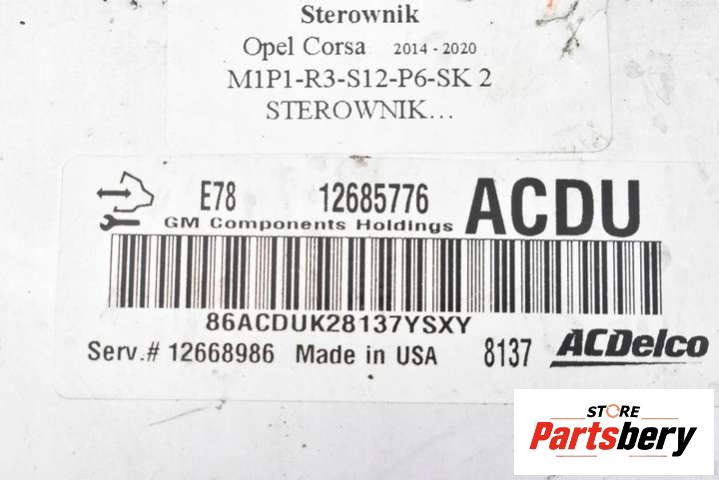 Sterownik
Opel Corsa 2014 - 2020
M1P1-R3-S12-P6-SK 2
STEROWNIK...
E78 12685776 ACDU
GM Components Holdings
86ACDUK28137YSXY
Serv.# 12668986 Made in USA 8137 ACDelco
STORE
Partsbery